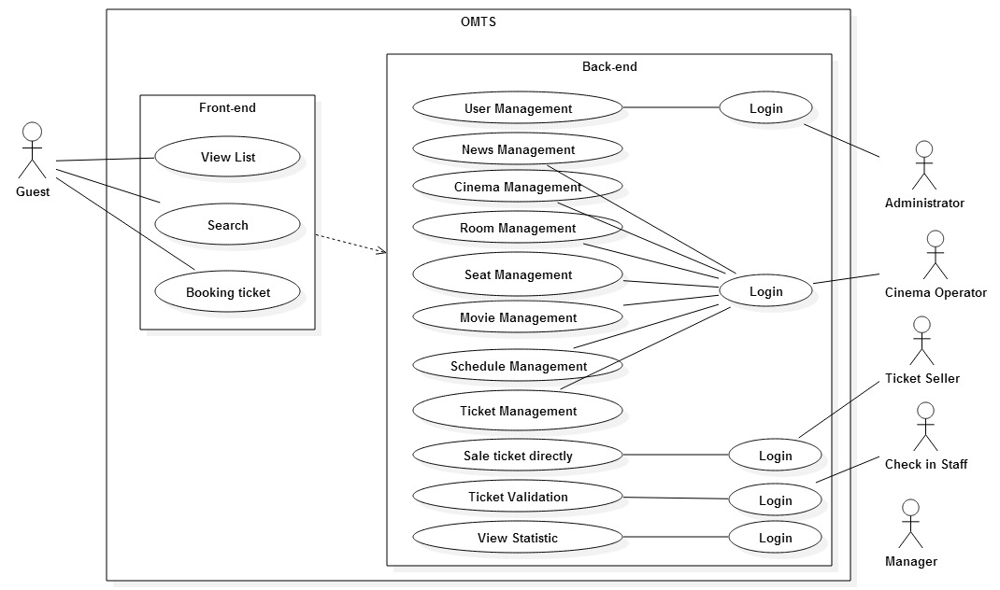 OMTS
Back-end
Front-end
User Management
Login
News Management
View List
Guest
Cinema Management
Administrator
Search
Room Management
Seat Management
Login
Cinema Operator
Booking ticket
Movie Management
Schedule Management
Ticket Seller
Ticket Management
Sale ticket directly
Login
Check in Staff
Ticket Validation
Login
View Statistic
Login
Manager